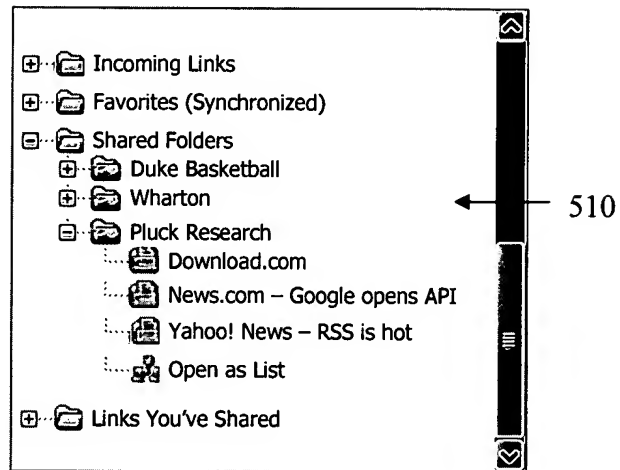 Incoming Links
Favorites (Synchronized)
Shared Folders
Duke Basketball
Wharton
510
Pluck Research
Download.com
News.com – Google opens API
Yahoo! News – RSS is hot
Open as List
Links You've Shared